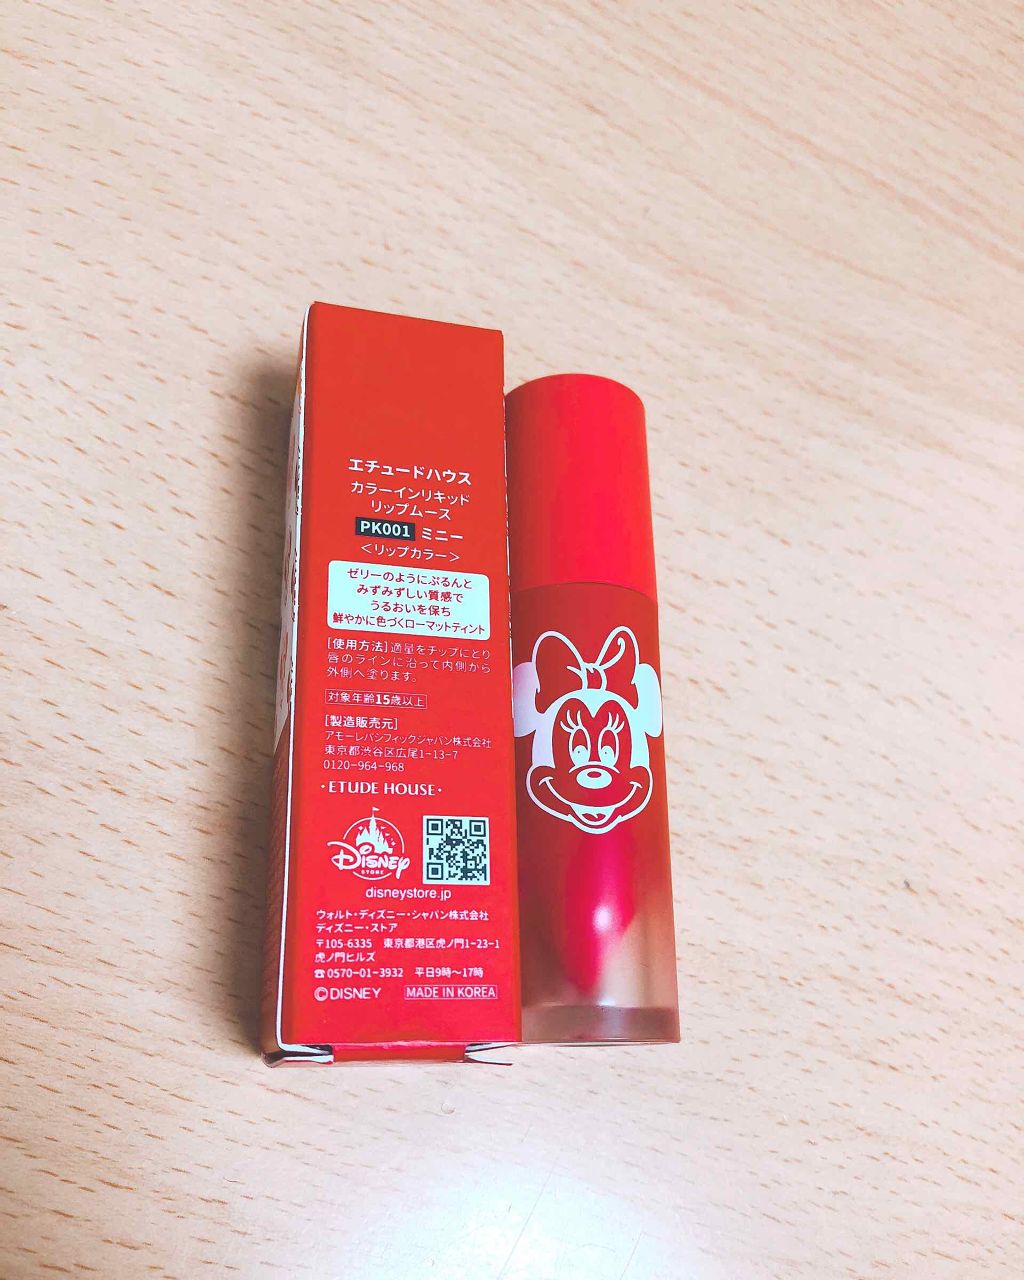 エチュードハウス
カラーインリキッド
リップムース
PK001 ミニー
＜リップカラー＞
ゼリーのようにぷるんと
みずみずしい質感で
うるおいを保ち
鮮やかに色づくローマットティント
[使用方法]適量をチップにとり
唇のラインに沿って内側から
外側へ塗ります。
対象年齢15歳以上
[製造販売元]
アモーレパシフィックジャパン株式会社
東京都渋谷区広尾1-13-7
0120-964-968
・ETUDE HOUSE・
Disney
STORE
disneystore.jp
ウォルト・ディズニー・ジャパン株式会社
ディズニー・ストア
〒105-6335 東京都港区虎ノ門1-23-1
虎ノ門ヒルズ
☎0570-01-3932 平日9時〜17時
©DISNEY MADE IN KOREA